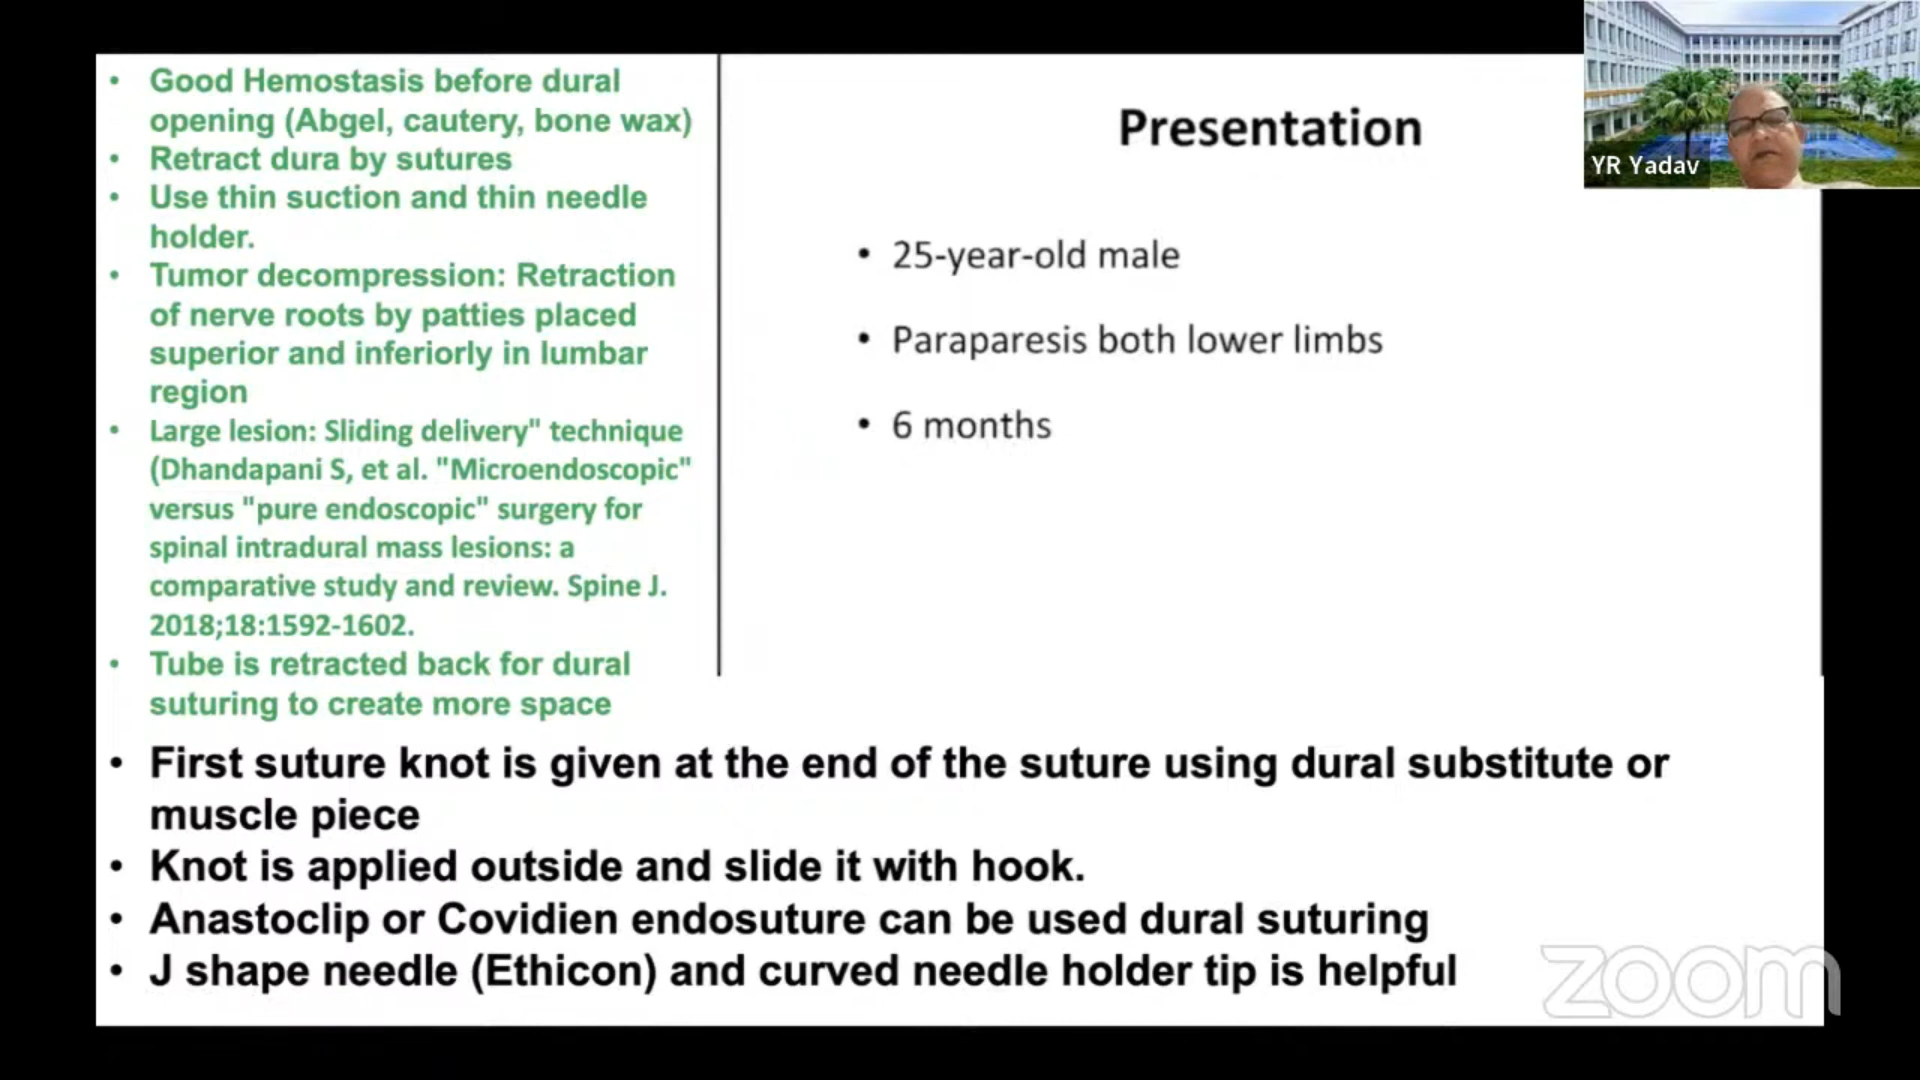 • Good Hemostasis before dural
opening (Abgel, cautery, bone wax)
• Retract dura by sutures
• Use thin suction and thin needle
holder.
• Tumor decompression: Retraction
of nerve roots by patties placed
superior and inferiorly in lumbar
region
• Large lesion: Sliding delivery" technique
(Dhandapani S, et al. "Microendoscopic"
versus "pure endoscopic" surgery for
spinal intradural mass lesions: a
comparative study and review. Spine J.
2018;18:1592-1602.
• Tube is retracted back for dural
suturing to create more space
Presentation
• 25-year-old male
• Paraparesis both lower limbs
• 6 months
YR Yadav
• First suture knot is given at the end of the suture using dural substitute or
muscle piece
• Knot is applied outside and slide it with hook.
• Anastoclip or Covidien endosuture can be used dural suturing
• J shape needle (Ethicon) and curved needle holder tip is helpful
zoom